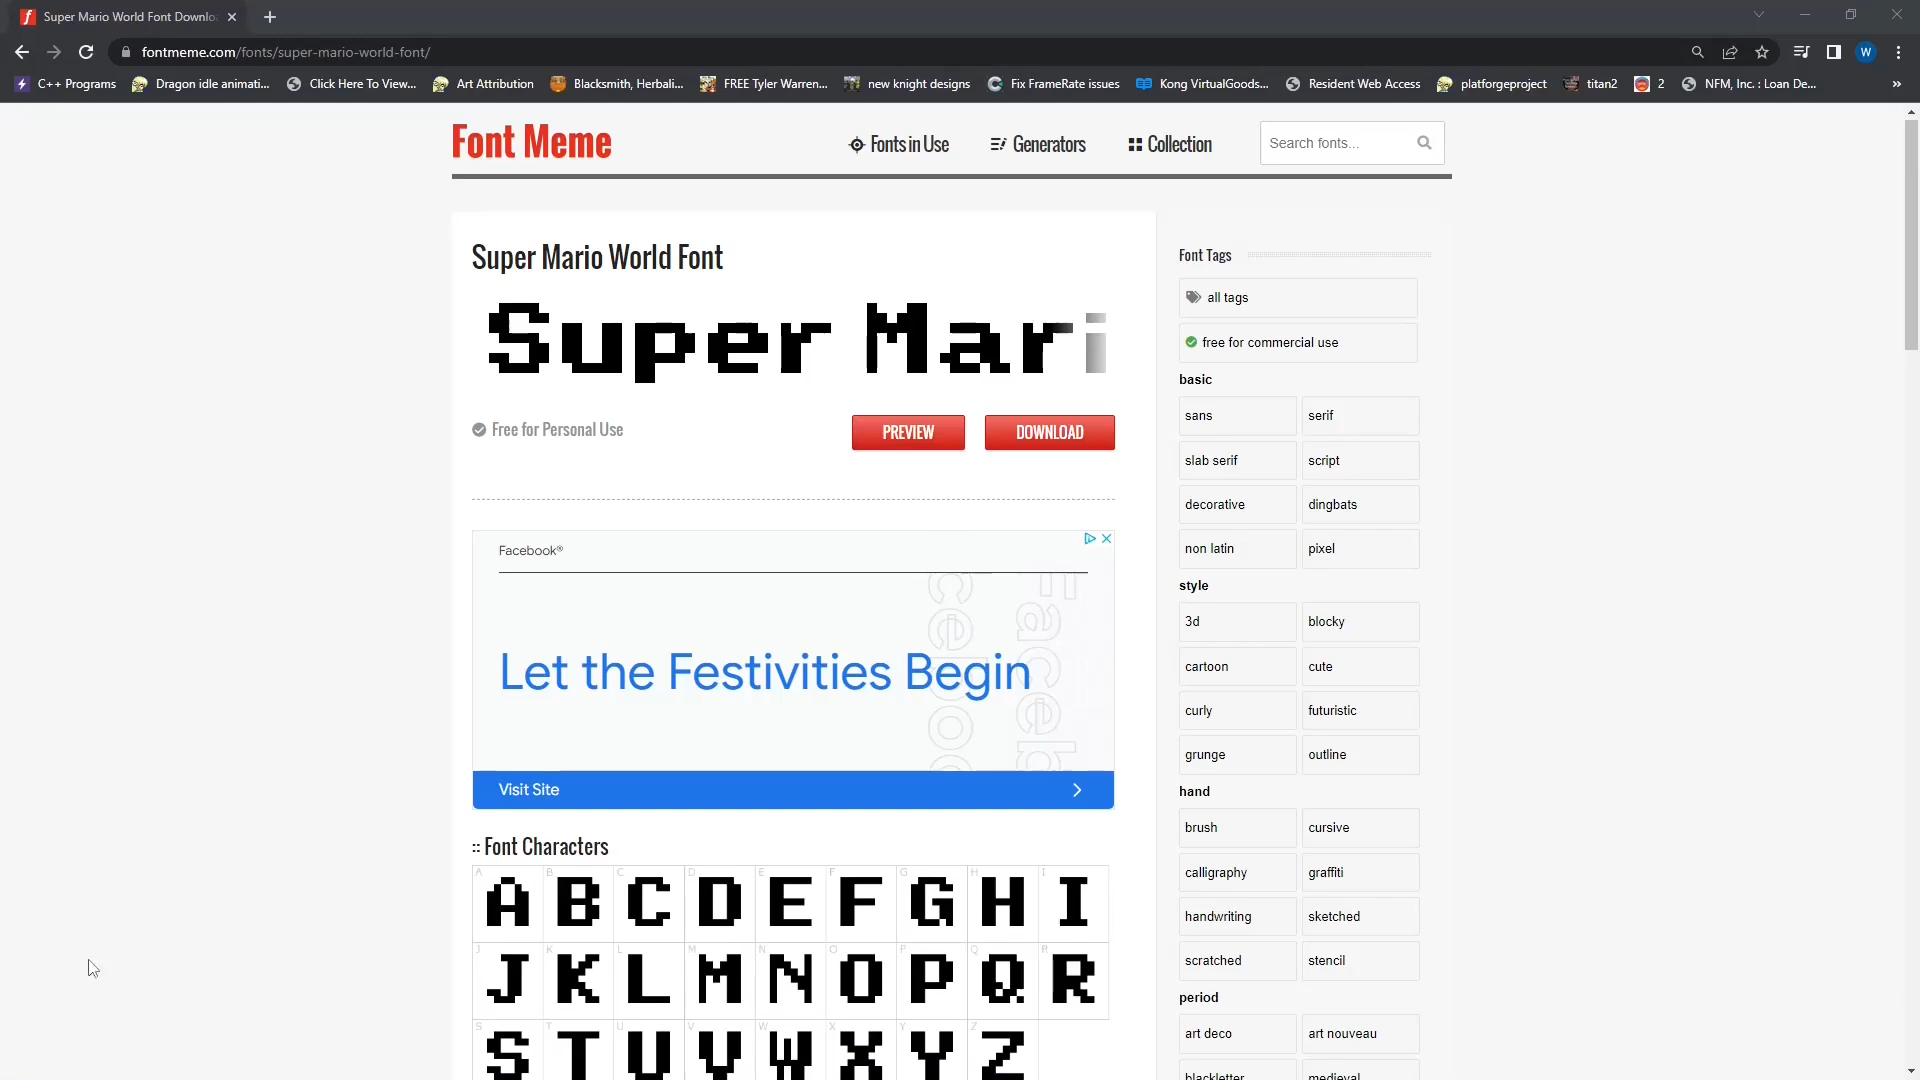 Super Mario World Font Downlo
fontmeme.com/fonts/super-mario-world-font/
W
C++ Programs
Dragon idle animati...
Click Here To View...
Art Attribution
Blacksmith, Herbali...
FREE Tyler Warren...
new knight designs
Fix FrameRate issues
Kong VirtualGoods...
Resident Web Access
platforgeproject
titan2
2
NFM, Inc. : Loan De...
»
Font Meme
Fonts in Use
Generators
Collection
Search fonts...
Super Mario World Font
Super Mari
Free for Personal Use
PREVIEW
DOWNLOAD
Facebook®
Let the Festivities Begin
Visit Site
:: Font Characters
A B C D E F G H I
A B C D E F G H I
J K L M N O P Q R
J K L M N O P Q R
S T U V W X Y Z
S T U V W X Y Z
Font Tags
all tags
free for commercial use
basic
sans serif
slab serif script
decorative dingbats
non latin pixel
style
3d blocky
cartoon cute
curly futuristic
grunge outline
hand
brush cursive
calligraphy graffiti
handwriting sketched
scratched stencil
period
art deco art nouveau
blackletter medieval